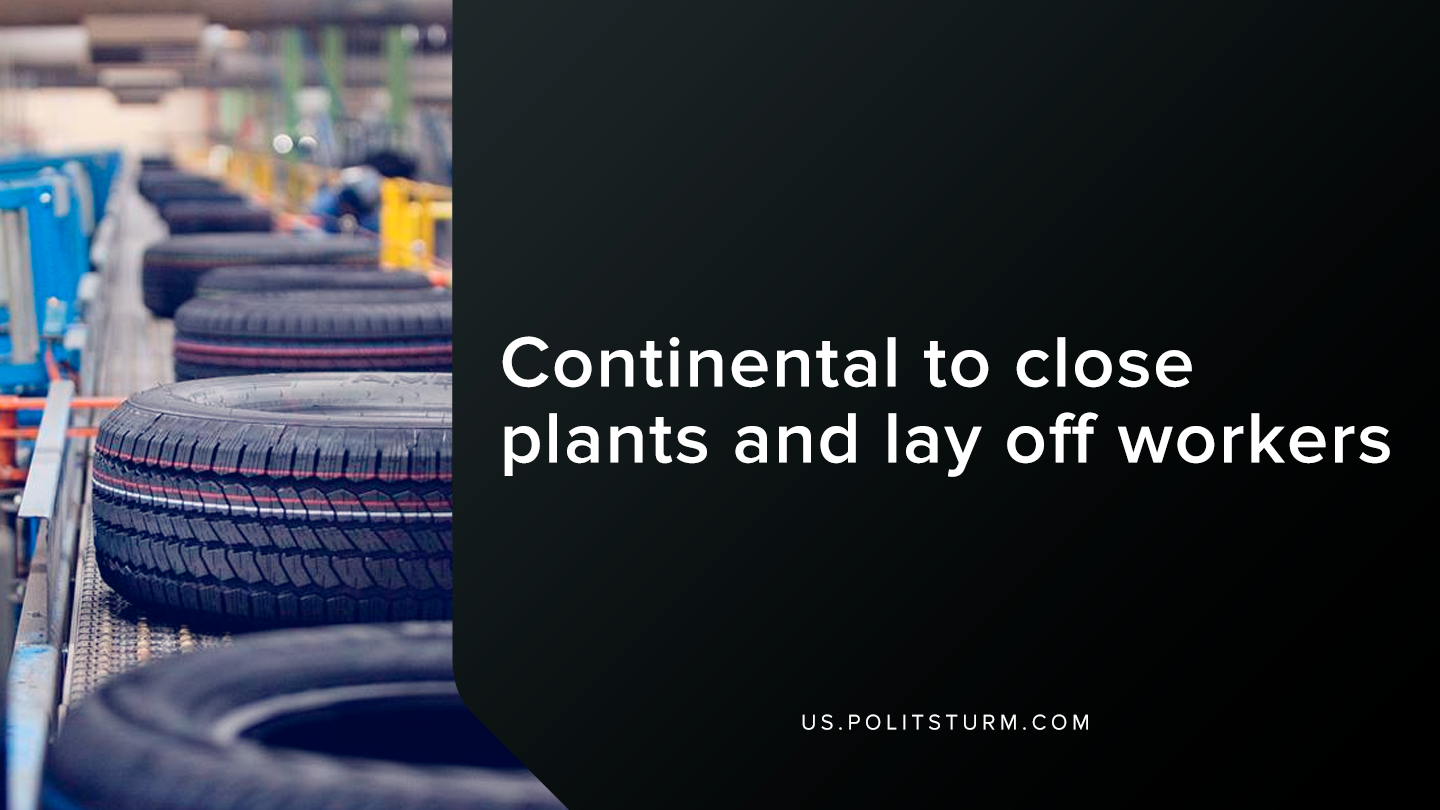 Continental to close
plants and lay off workers
US.POLITSTURM.COM